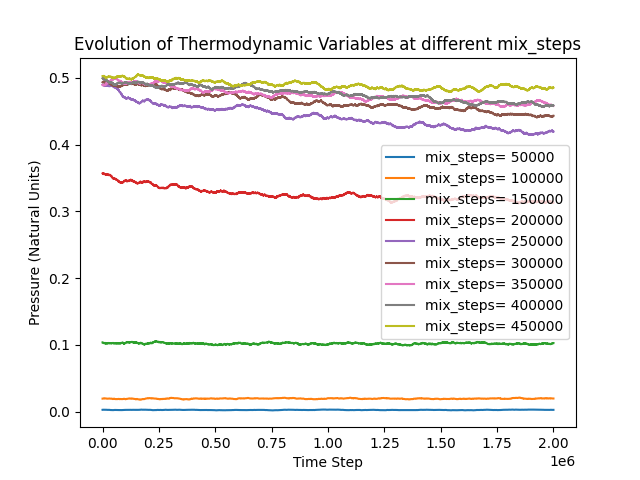 Evolution of Thermodynamic Variables at different mix_steps
Pressure (Natural Units)
0.5
0.4
0.3
0.2
0.1
0.0
mix_steps= 50000
mix_steps= 100000
mix_steps= 150000
mix_steps= 200000
mix_steps= 250000
mix_steps= 300000
mix_steps= 350000
mix_steps= 400000
mix_steps= 450000
0.00 0.25 0.50 0.75 1.00 1.25 1.50 1.75 2.00
Time Step
1e6